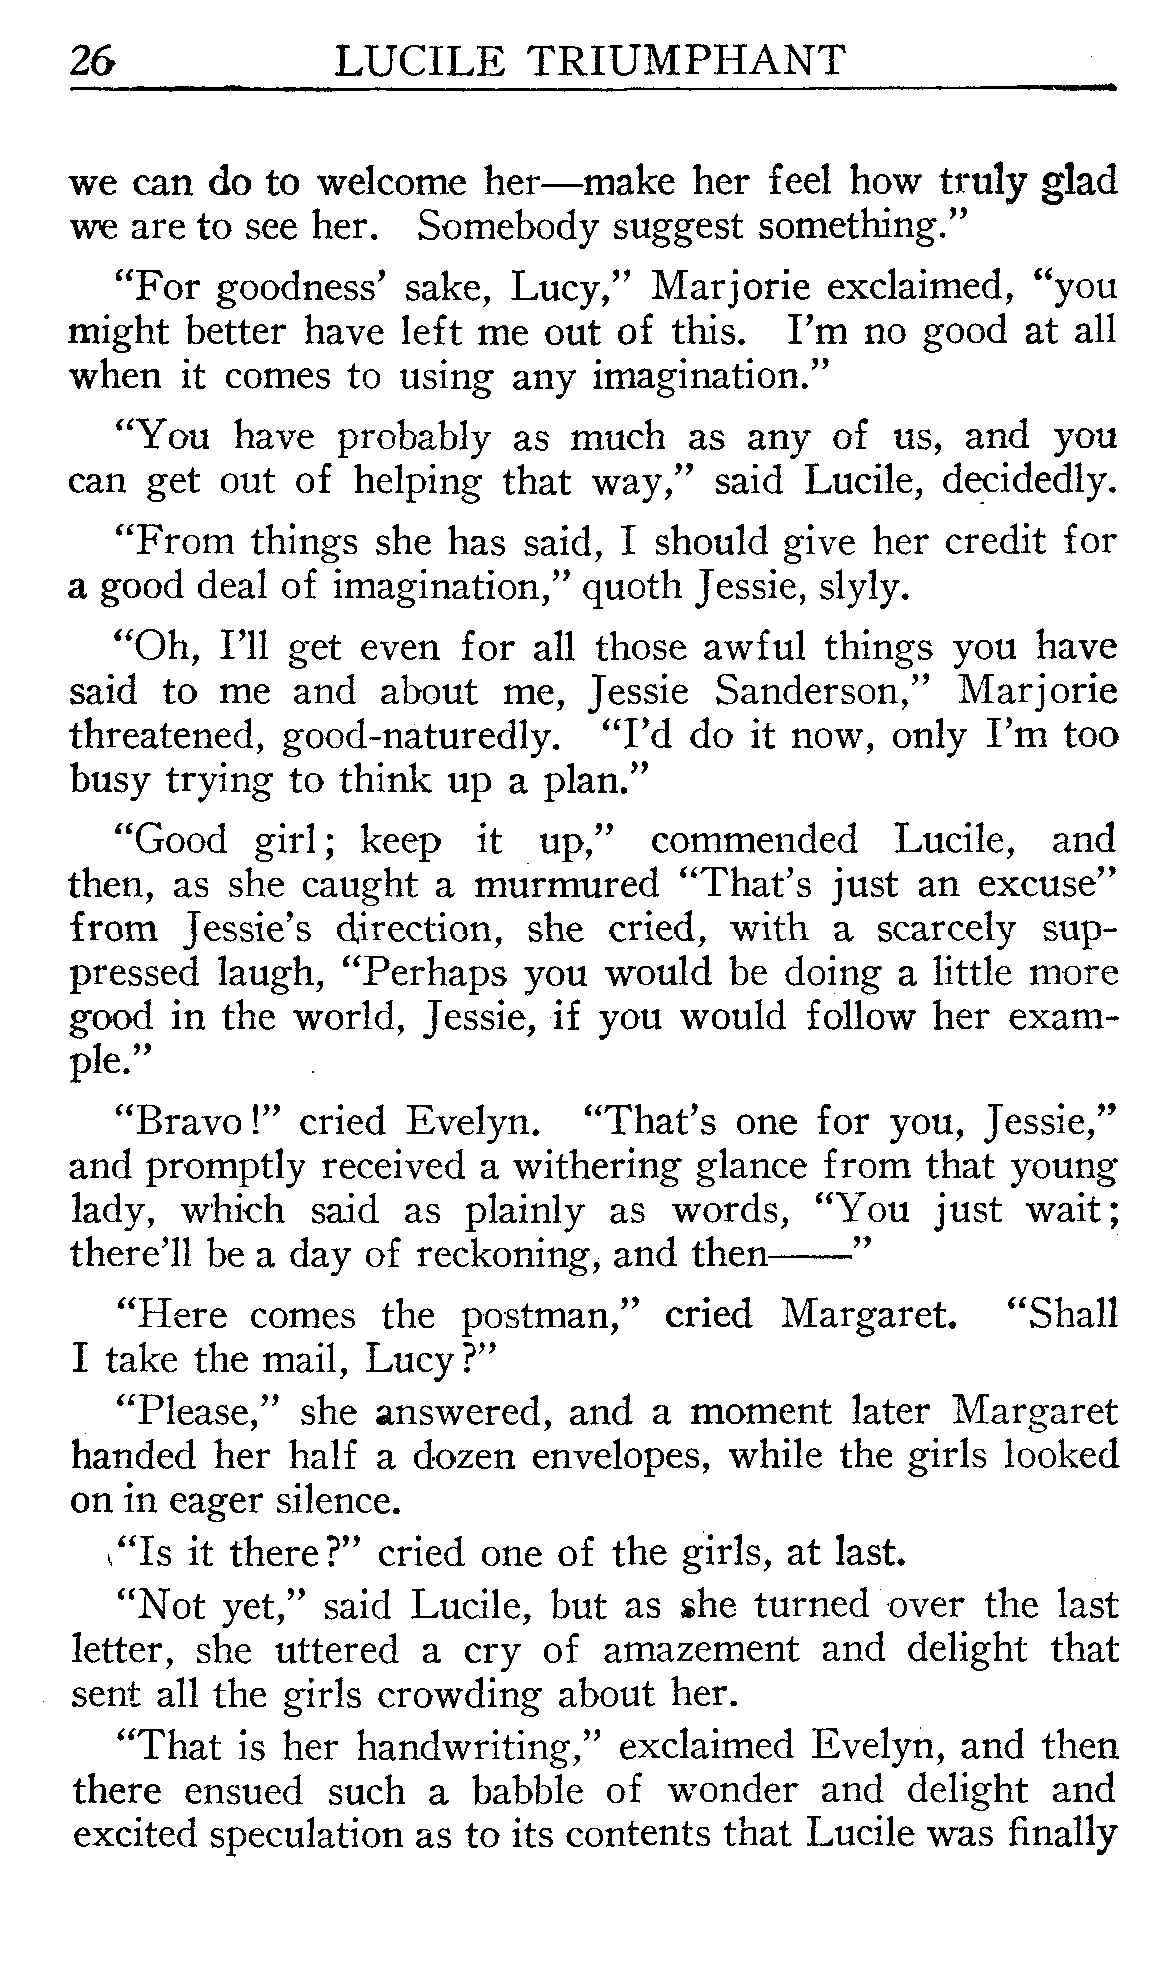 26 LUCILE TRIUMPHANT
we can do to welcome her—make her feel how truly glad
we are to see her. Somebody suggest something.”
“For goodness’ sake, Lucy,” Marjorie exclaimed, “you
might better have left me out of this. I’m no good at all
when it comes to using any imagination.”
“You have probably as much as any of us, and you
can get out of helping that way,” said Lucile, decidedly.
“From things she has said, I should give her credit for
a good deal of imagination,” quoth Jessie, slyly.
“Oh, I’ll get even for all those awful things you have
said to me and about me, Jessie Sanderson,” Marjorie
threatened, good-naturedly. “I’d do it now, only I’m too
busy trying to think up a plan.”
“Good girl; keep it up,” commended Lucile, and
then, as she caught a murmured “That’s just an excuse”
from Jessie’s direction, she cried, with a scarcely sup-
pressed laugh, “Perhaps you would be doing a little more
good in the world, Jessie, if you would follow her exam-
ple.”
“Bravo!” cried Evelyn. “That’s one for you, Jessie,”
and promptly received a withering glance from that young
lady, which said as plainly as words, “You just wait;
there’ll be a day of reckoning, and then——”
“Here comes the postman,” cried Margaret. “Shall
I take the mail, Lucy?”
“Please,” she answered, and a moment later Margaret
handed her half a dozen envelopes, while the girls looked
on in eager silence.
“Is it there?” cried one of the girls, at last.
“Not yet,” said Lucile, but as she turned over the last
letter, she uttered a cry of amazement and delight that
sent all the girls crowding about her.
“That is her handwriting,” exclaimed Evelyn, and then
there ensued such a babble of wonder and delight and
excited speculation as to its contents that Lucile was finally